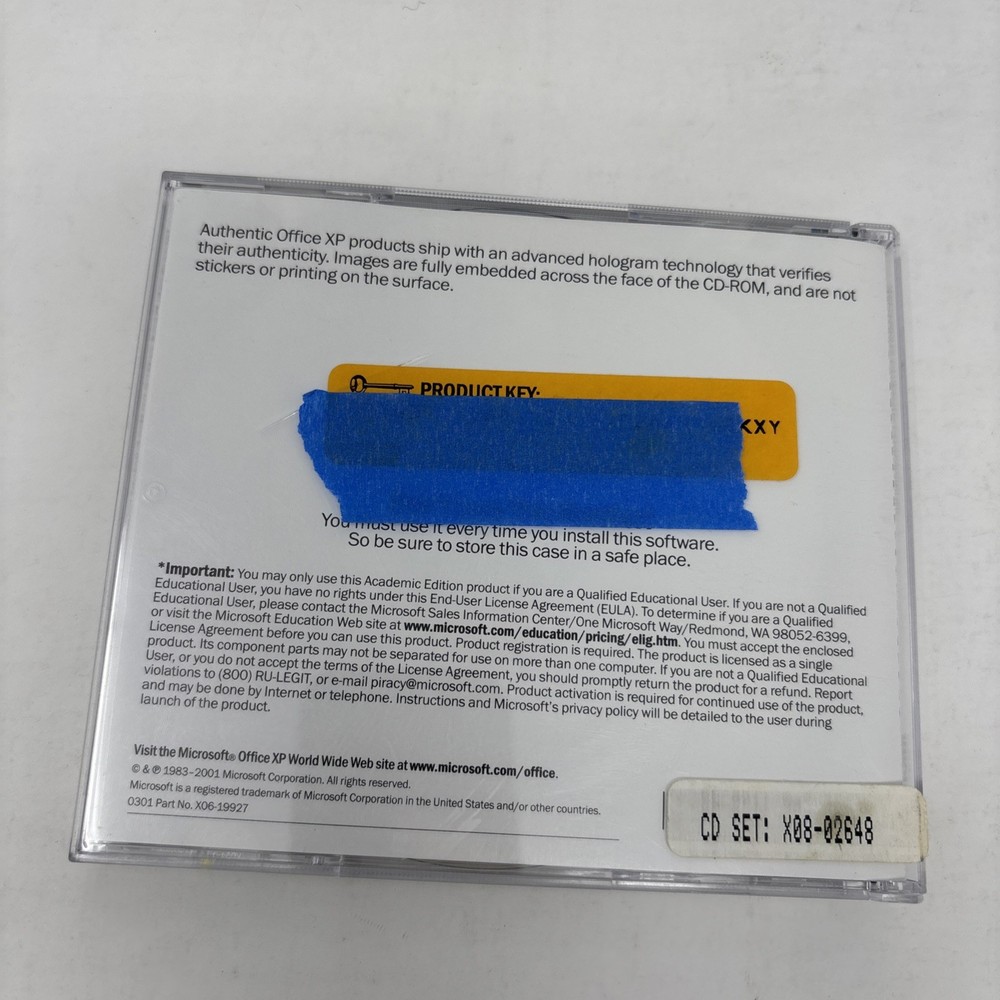 Authentic Office XP products ship with an advanced hologram technology that verifies
their authenticity. Images are fully embedded across the face of the CD-ROM, and are not
stickers or printing on the surface.
PRODUCT KEY:
KXY
You must use it every time you install this software.
So be sure to store this case in a safe place.
*Important: You may only use this Academic Edition product if you are a Qualified Educational User. If you are not a Qualified
Educational User, you have no rights under this End-User License Agreement (EULA). To determine if you are a Qualified
Educational User, please contact the Microsoft Sales Information Center/One Microsoft Way/Redmond, WA 98052-6399,
or visit the Microsoft Education Web site at www.microsoft.com/education/pricing/elig.htm. You must accept the enclosed
License Agreement before you can use this product. Product registration is required. The product is licensed as a single
product. Its component parts may not be separated for use on more than one computer. If you are not a Qualified Educational
User, or you do not accept the terms of the License Agreement, you should promptly return the product for a refund. Report
violations to (800) RU-LEGIT, or e-mail piracy@microsoft.com. Product activation is required for continued use of the product,
and may be done by Internet or telephone. Instructions and Microsoft's privacy policy will be detailed to the user during
launch of the product.
Visit the Microsoft® Office XP World Wide Web site at www.microsoft.com/office.
© & ℗ 1983–2001 Microsoft Corporation. All rights reserved.
Microsoft is a registered trademark of Microsoft Corporation in the United States and/or other countries.
0301 Part No. X06-19927
CD SET: X08-02648